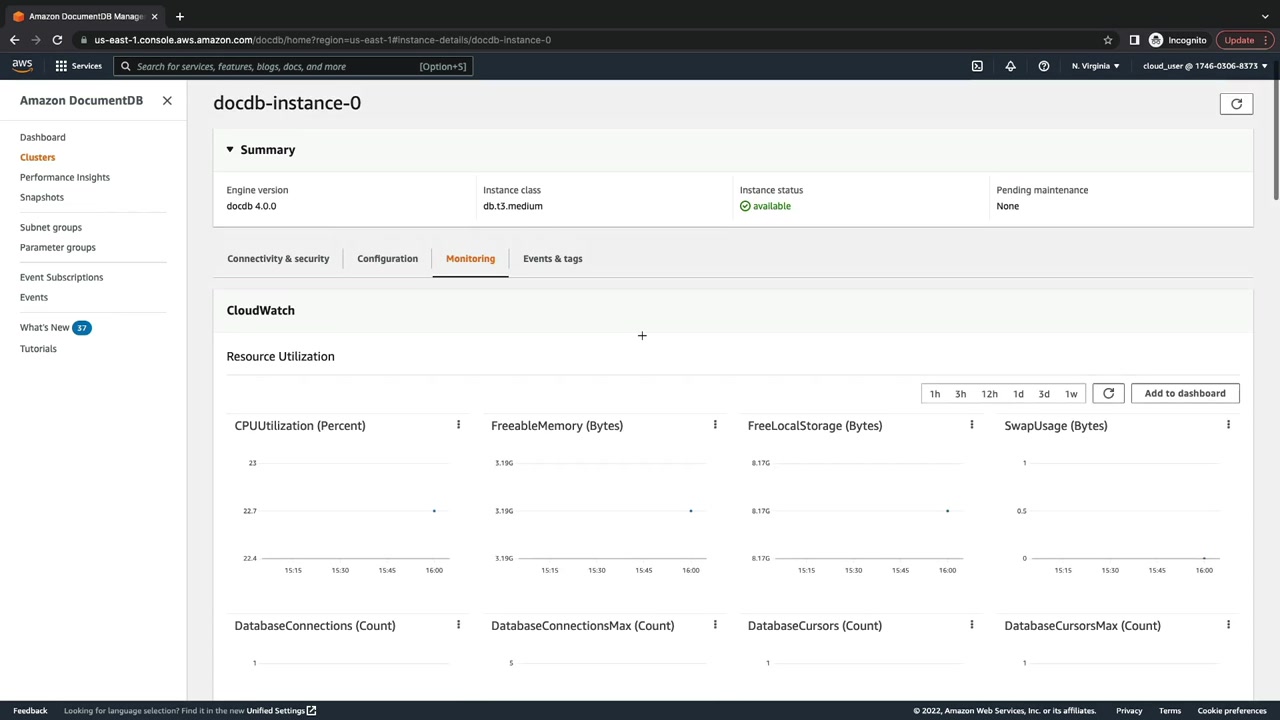 Amazon DocumentDB Manage
us-east-1.console.aws.amazon.com/docdb/home?region=us-east-1#instance-details/docdb-instance-0
Incognito
Update
aws
Services
Search for services, features, blogs, docs, and more
[Option+S]
N. Virginia
cloud_user @ 1746-0306-8373
Amazon DocumentDB
Dashboard
Clusters
Performance Insights
Snapshots
Subnet groups
Parameter groups
Event Subscriptions
Events
What's New 37
Tutorials
docdb-instance-0
Summary
Engine version
docdb 4.0.0
Instance class
db.t3.medium
Instance status
available
Pending maintenance
None
Connectivity & security
Configuration
Monitoring
Events & tags
CloudWatch
Resource Utilization
1h 3h 12h 1d 3d 1w
Add to dashboard
CPUUtilization (Percent)
23
22.7
22.4
15:15 15:30 15:45 16:00
FreeableMemory (Bytes)
3.19G
3.19G
3.19G
15:15 15:30 15:45 16:00
FreeLocalStorage (Bytes)
8.17G
8.17G
8.17G
15:15 15:30 15:45 16:00
SwapUsage (Bytes)
1
0.5
0
15:15 15:30 15:45 16:00
DatabaseConnections (Count)
1
DatabaseConnectionsMax (Count)
5
DatabaseCursors (Count)
1
DatabaseCursorsMax (Count)
1
Feedback
Looking for language selection? Find it in the new Unified Settings
© 2022, Amazon Web Services, Inc. or its affiliates.
Privacy
Terms
Cookie preferences